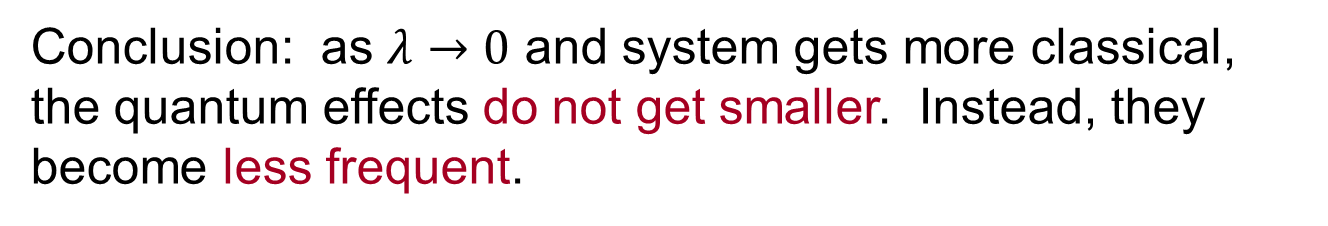 Conclusion:  as λ → 0 and system gets more classical,
the quantum effects do not get smaller.  Instead, they
become less frequent.